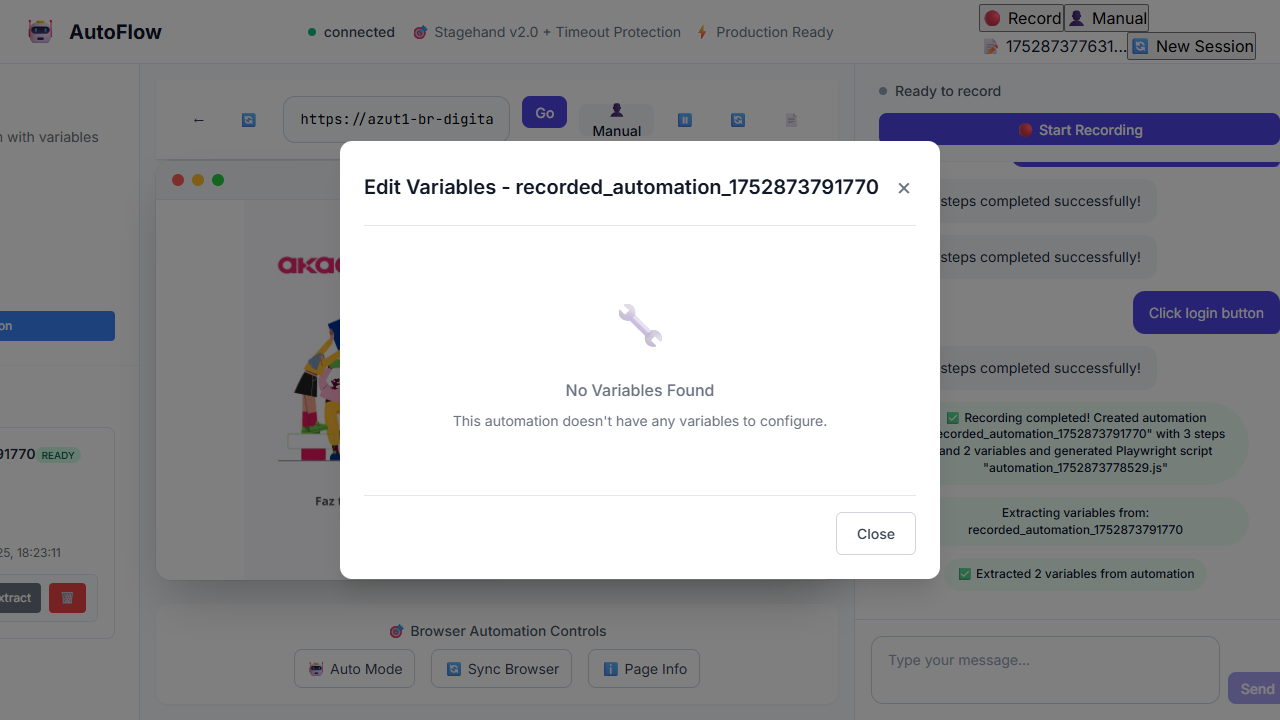 AutoFlow
connected
Stagehand v2.0 + Timeout Protection
Production Ready
Record
Manual
175287377631...
New Session
n with variables
on
91770
READY
25, 18:23:11
xtract
←
https://azut1-br-digita
Go
Manual
Faz
Edit Variables - recorded_automation_1752873791770
×
No Variables Found
This automation doesn't have any variables to configure.
Close
Browser Automation Controls
Auto Mode
Sync Browser
Page Info
Ready to record
Start Recording
steps completed successfully!
steps completed successfully!
Click login button
steps completed successfully!
Recording completed! Created automation
ecorded_automation_1752873791770" with 3 steps
and 2 variables and generated Playwright script
"automation_1752873778529.js"
Extracting variables from:
recorded_automation_1752873791770
Extracted 2 variables from automation
Type your message...
Send